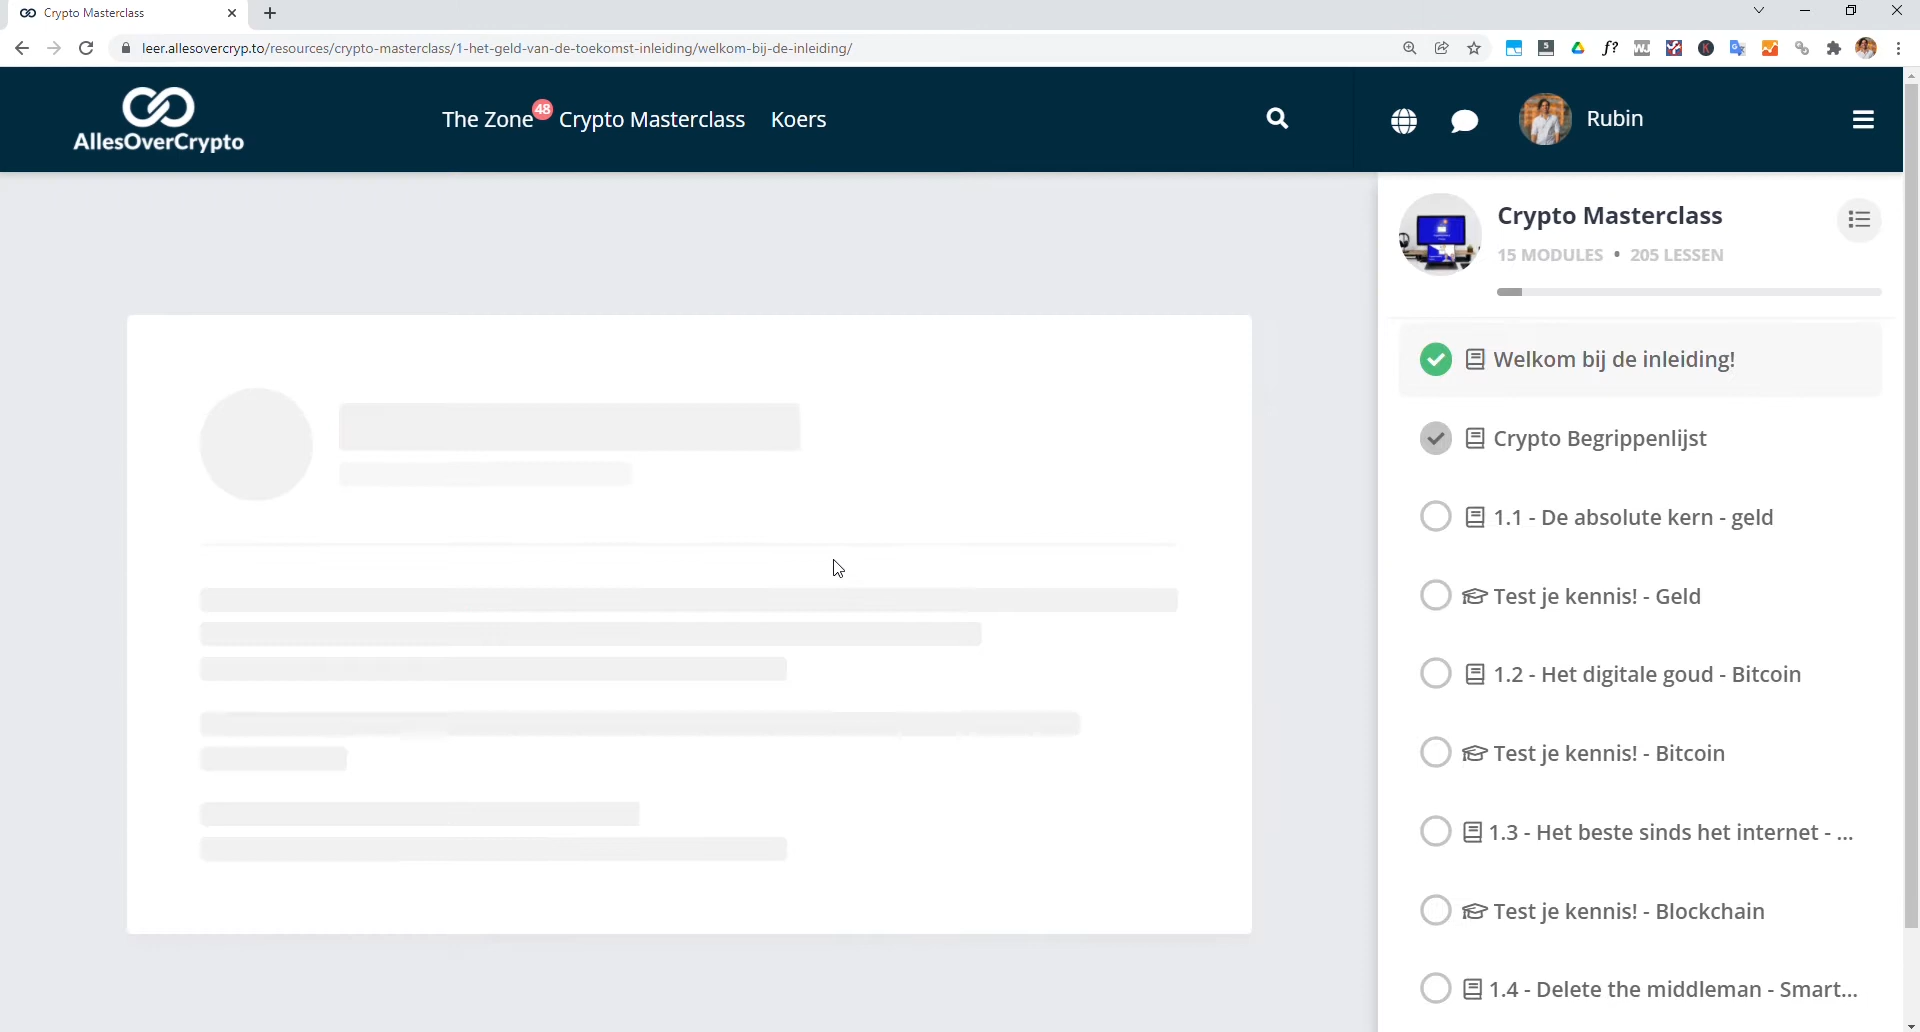 Crypto Masterclass
leer.allesovercryp.to/resources/crypto-masterclass/1-het-geld-van-de-toekomst-inleiding/welkom-bij-de-inleiding/
AllesOverCrypto
The Zone 48 Crypto Masterclass Koers
Rubin
Crypto Masterclass
15 MODULES • 205 LESSEN
Welkom bij de inleiding!
Crypto Begrippenlijst
1.1 - De absolute kern - geld
Test je kennis! - Geld
1.2 - Het digitale goud - Bitcoin
Test je kennis! - Bitcoin
1.3 - Het beste sinds het internet - ...
Test je kennis! - Blockchain
1.4 - Delete the middleman - Smart...